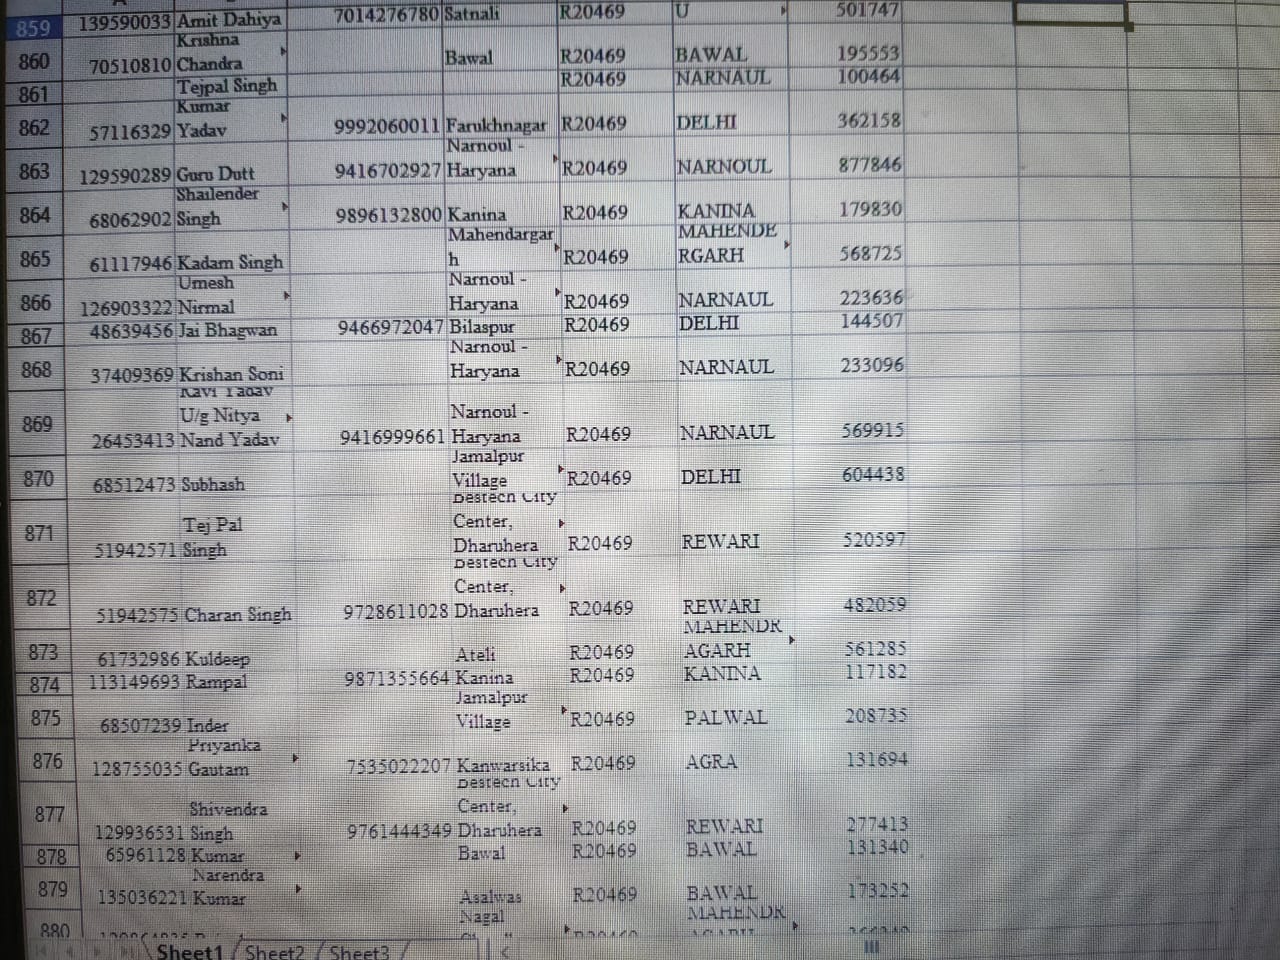 859 139590033 Amit Dahiya 7014276780 Satnali R20469 U 501747
Krishna
860 70510810 Chandra Bawal R20469 BAWAL 195553
861 Tejpal Singh R20469 NARNAUL 100464
Kumar
862 57116329 Yadav 9992060011 Farukhnagar R20469 DELHI 362158
Narnoul -
863 129590289 Guru Dutt 9416702927 Haryana R20469 NARNOUL 877846
Shailender
864 68062902 Singh 9896132800 Kanina R20469 KANINA 179830
Mahendargar MAHENDE
865 61117946 Kadam Singh h R20469 RGARH 568725
Umesh Narnoul -
866 126903322 Nirmal Haryana R20469 NARNAUL 223636
867 48639456 Jai Bhagwan 9466972047 Bilaspur R20469 DELHI 144507
Narnoul -
868 37409369 Krishan Soni Haryana R20469 NARNAUL 233096
Ravi Yadav
U/g Nitya Narnoul -
869 26453413 Nand Yadav 9416999661 Haryana R20469 NARNAUL 569915
Jamalpur
870 68512473 Subhash Village R20469 DELHI 604438
Bestech City
Tej Pal Center,
871 51942571 Singh Dharuhera R20469 REWARI 520597
Bestech City
Center,
872 51942575 Charan Singh 9728611028 Dharuhera R20469 REWARI 482059
MAHENDR
873 61732986 Kuldeep Ateli R20469 AGARH 561285
874 113149693 Rampal 9871355664 Kanina R20469 KANINA 117182
Jamalpur
875 68507239 Inder Village R20469 PALWAL 208735
Priyanka
876 128755035 Gautam 7535022207 Kanwarsika R20469 AGRA 131694
Bestech City
Shivendra Center,
877 129936531 Singh 9761444349 Dharuhera R20469 REWARI 277413
878 65961128 Kumar Bawal R20469 BAWAL 131340
Narendra
879 135036221 Kumar Asalwas R20469 BAWAL 173252
Nagal MAHENDR
880
Sheet1 Sheet2 Sheet3